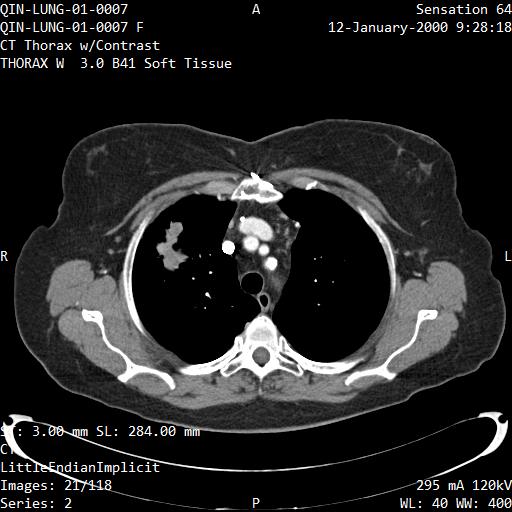 QIN-LUNG-01-0007
A
Sensation 64
QIN-LUNG-01-0007 F
12-January-2000 9:28:18
CT Thorax w/Contrast
THORAX W 3.0 B41 Soft Tissue
R
L
3.00 mm SL: 284.00 mm
LittleEndianImplicit
Images: 21/118
295 mA 120kV
Series: 2
P
WL: 40 WW: 400